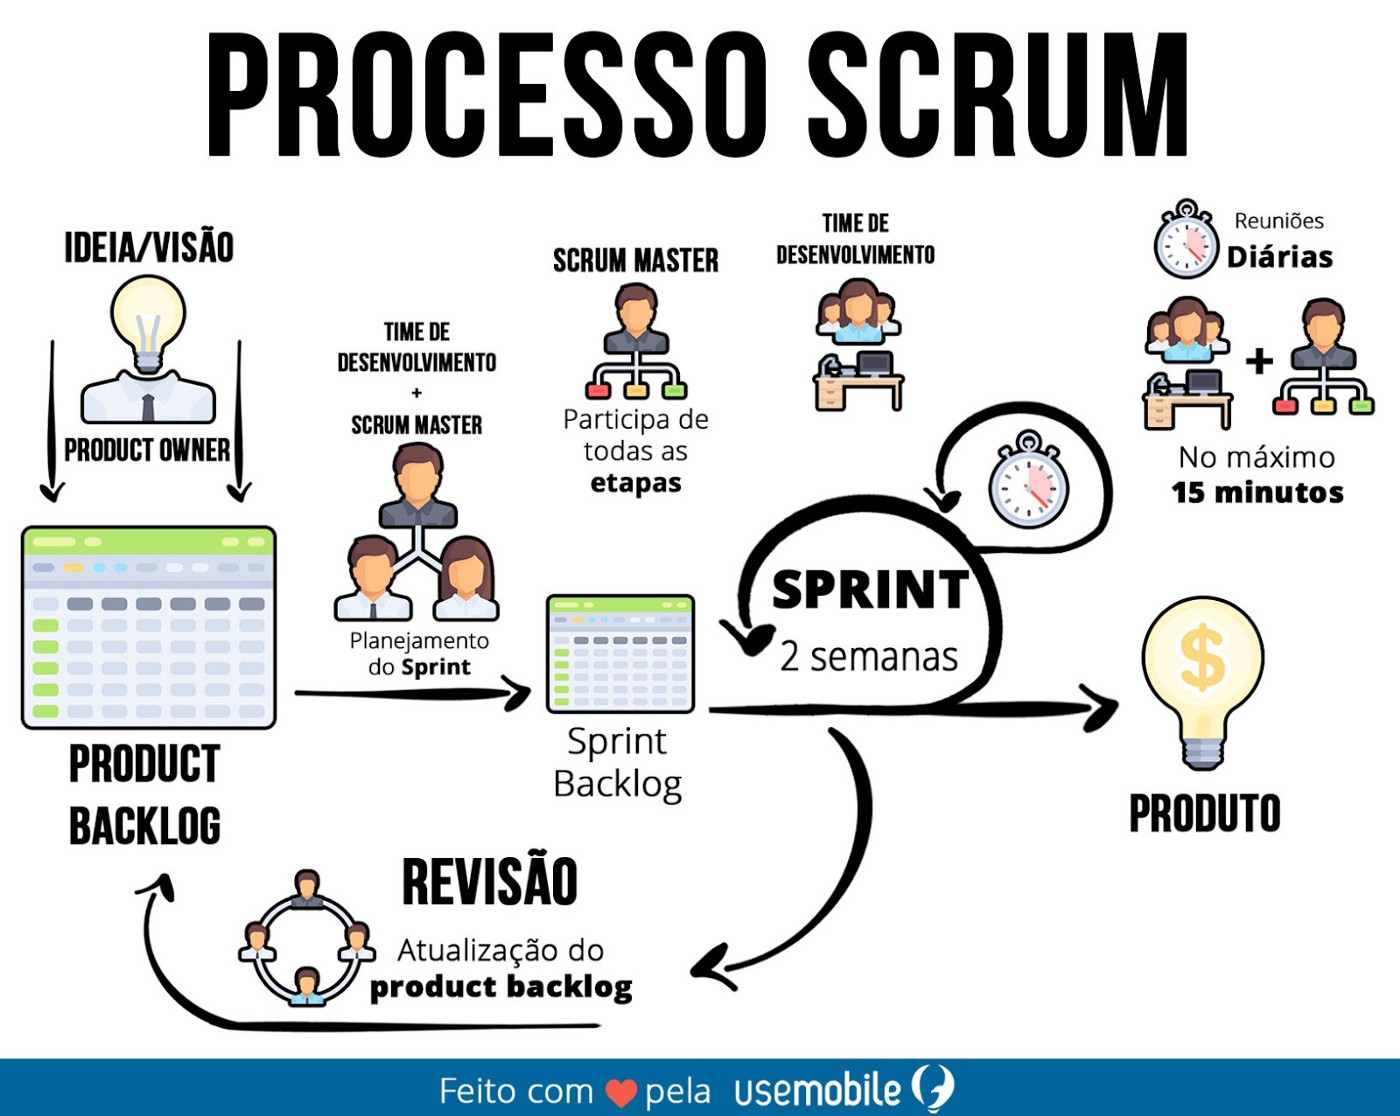 PROCESSO SCRUM
IDEIA/VISÃO
PRODUCT OWNER
PRODUCT
BACKLOG
TIME DE
DESENVOLVIMENTO
+
SCRUM MASTER
Planejamento
do Sprint
SCRUM MASTER
Participa de
todas as
etapas
Sprint
Backlog
TIME DE
DESENVOLVIMENTO
SPRINT
2 semanas
Reuniões
Diárias
+
No máximo
15 minutos
$
PRODUTO
REVISÃO
Atualização do
product backlog
Feito com ❤ pela usemobile